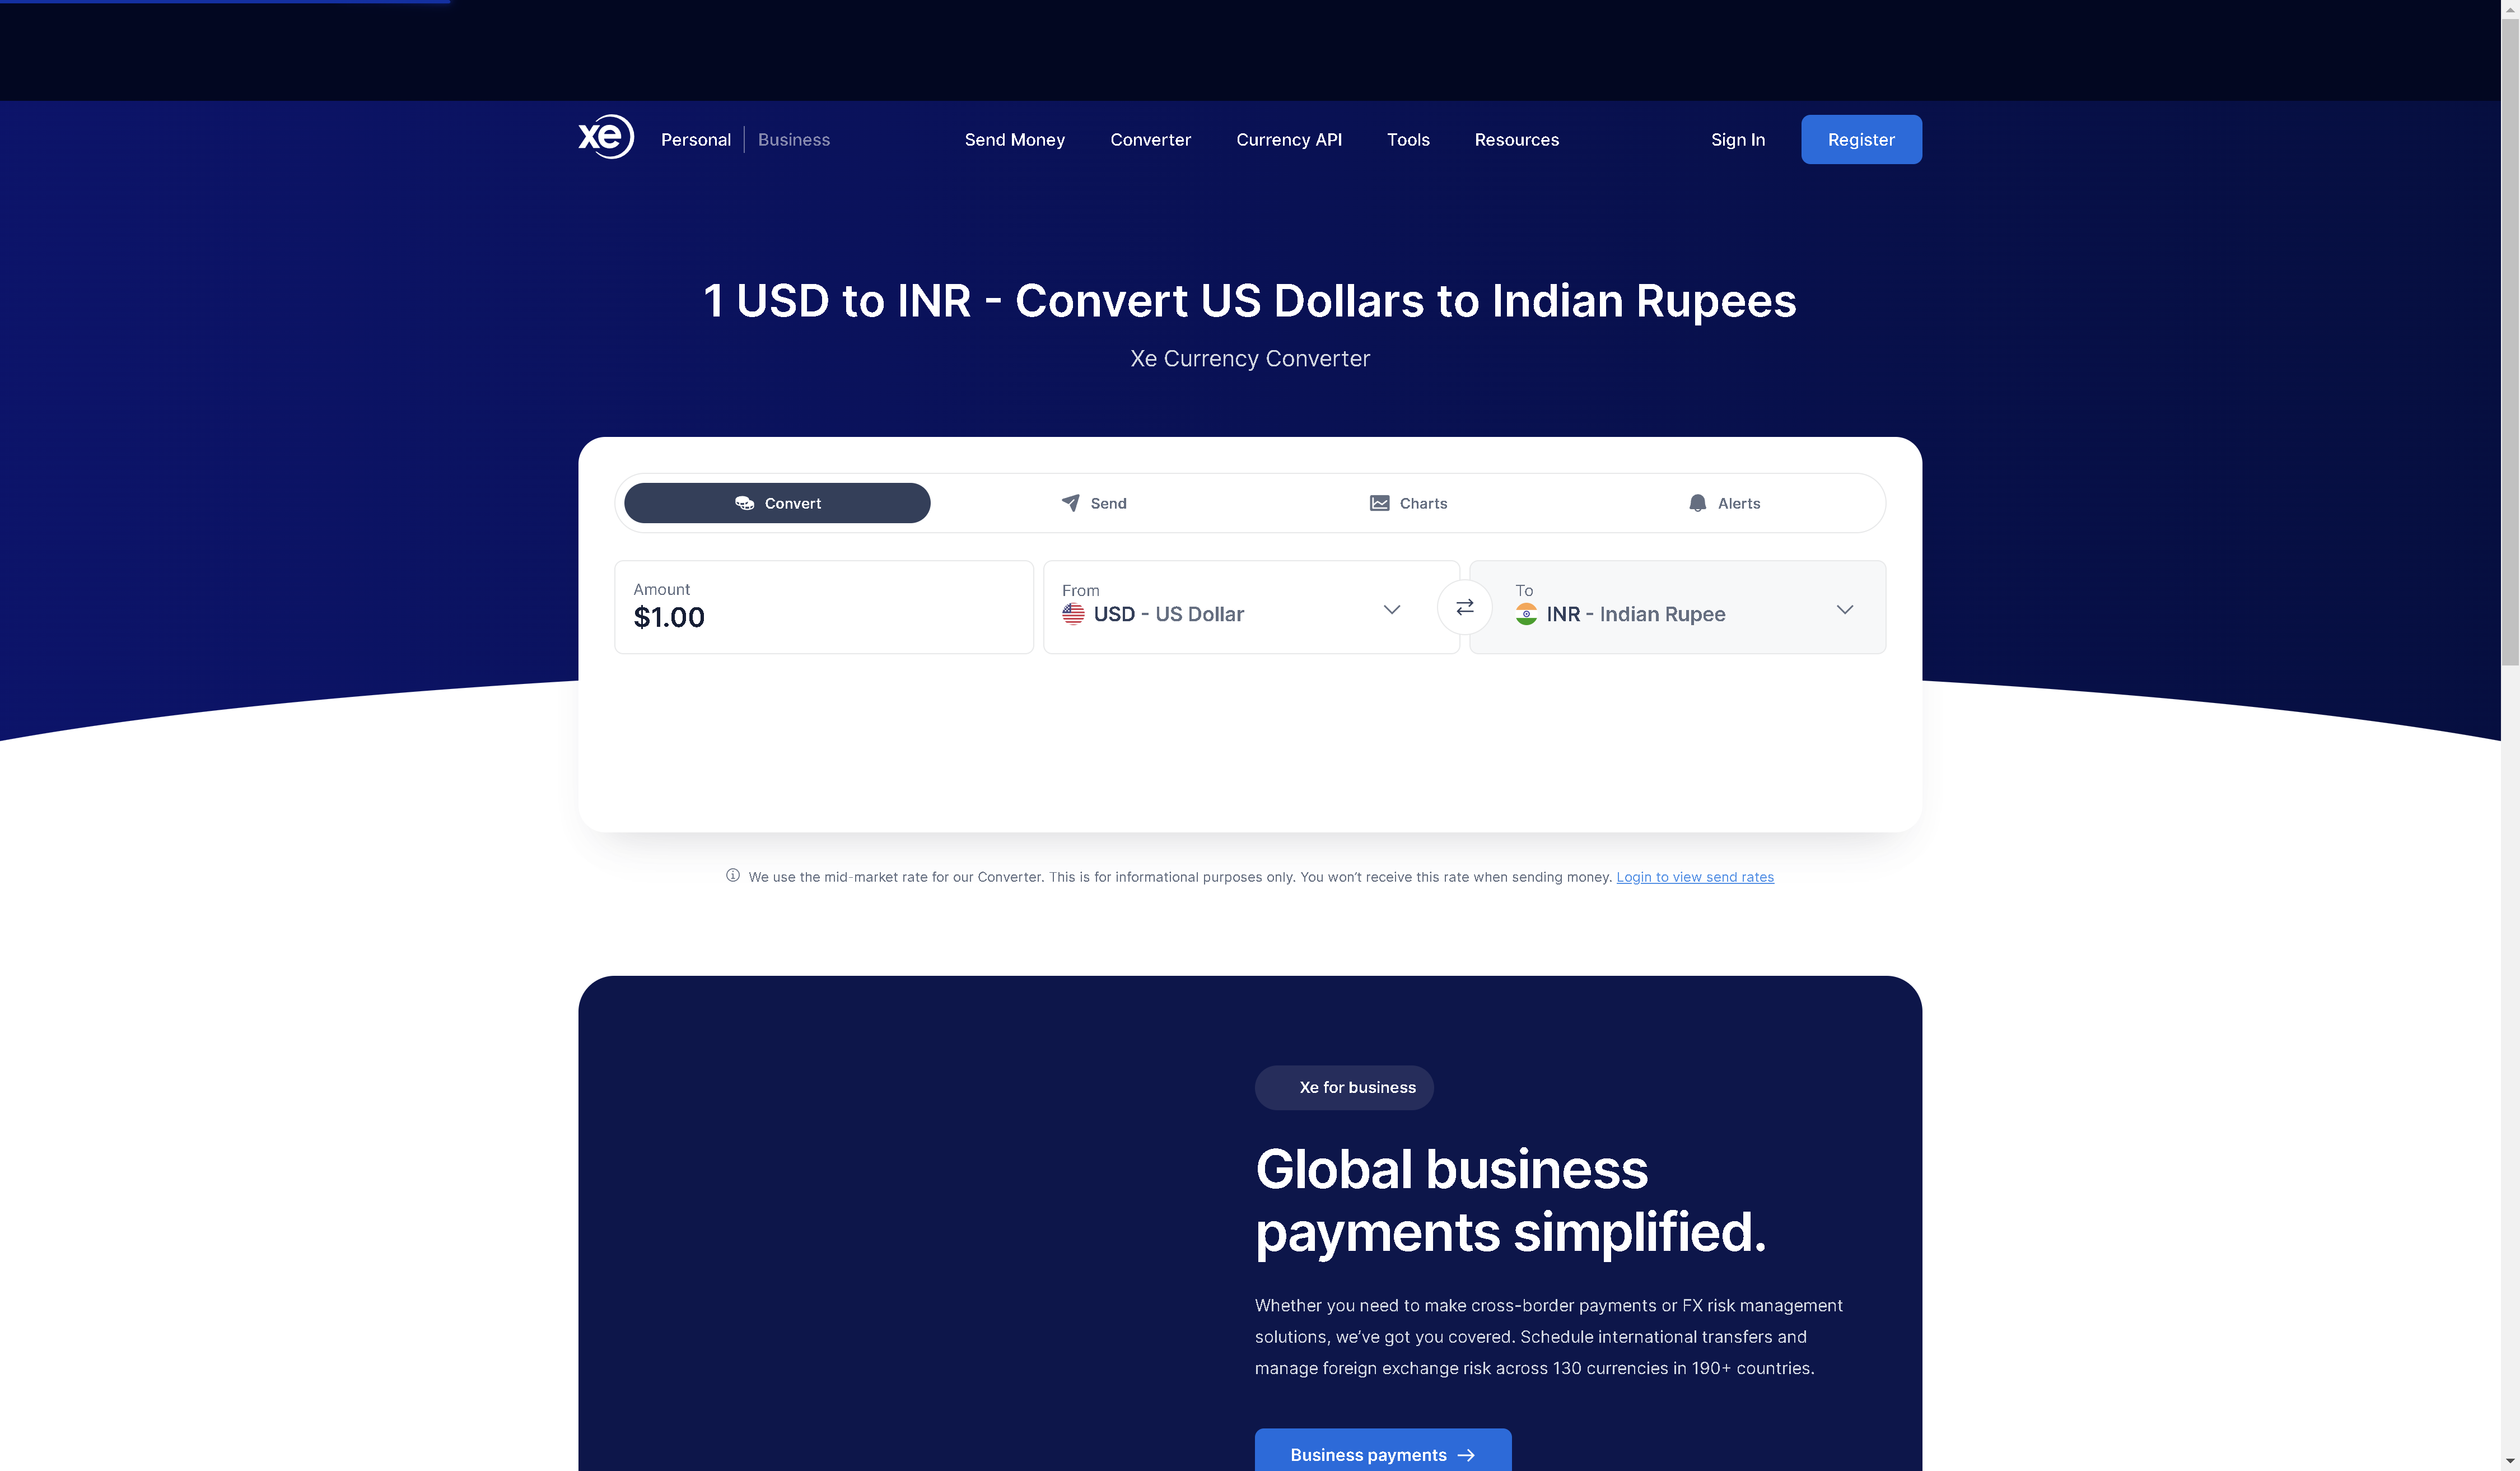 xe
Personal
Business
Send Money
Converter
Currency API
Tools
Resources
Sign In
Register
1 USD to INR - Convert US Dollars to Indian Rupees
Xe Currency Converter
Convert
Send
Charts
Alerts
Amount
$1.00
From
USD - US Dollar
To
INR - Indian Rupee
We use the mid-market rate for our Converter. This is for informational purposes only. You won’t receive this rate when sending money. Login to view send rates
Xe for business
Global business
payments simplified.
Whether you need to make cross-border payments or FX risk management
solutions, we’ve got you covered. Schedule international transfers and
manage foreign exchange risk across 130 currencies in 190+ countries.
Business payments